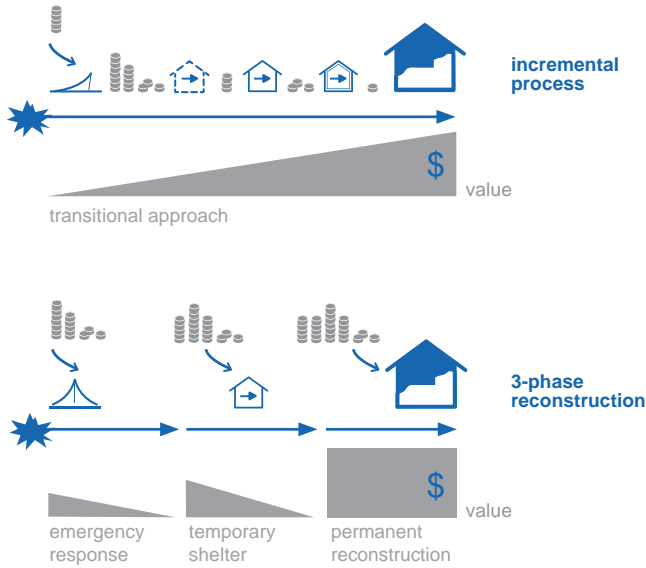 incremental
process
$
value
transitional approach
3-phase
reconstruction
$
value
emergency
response
temporary
shelter
permanent
reconstruction